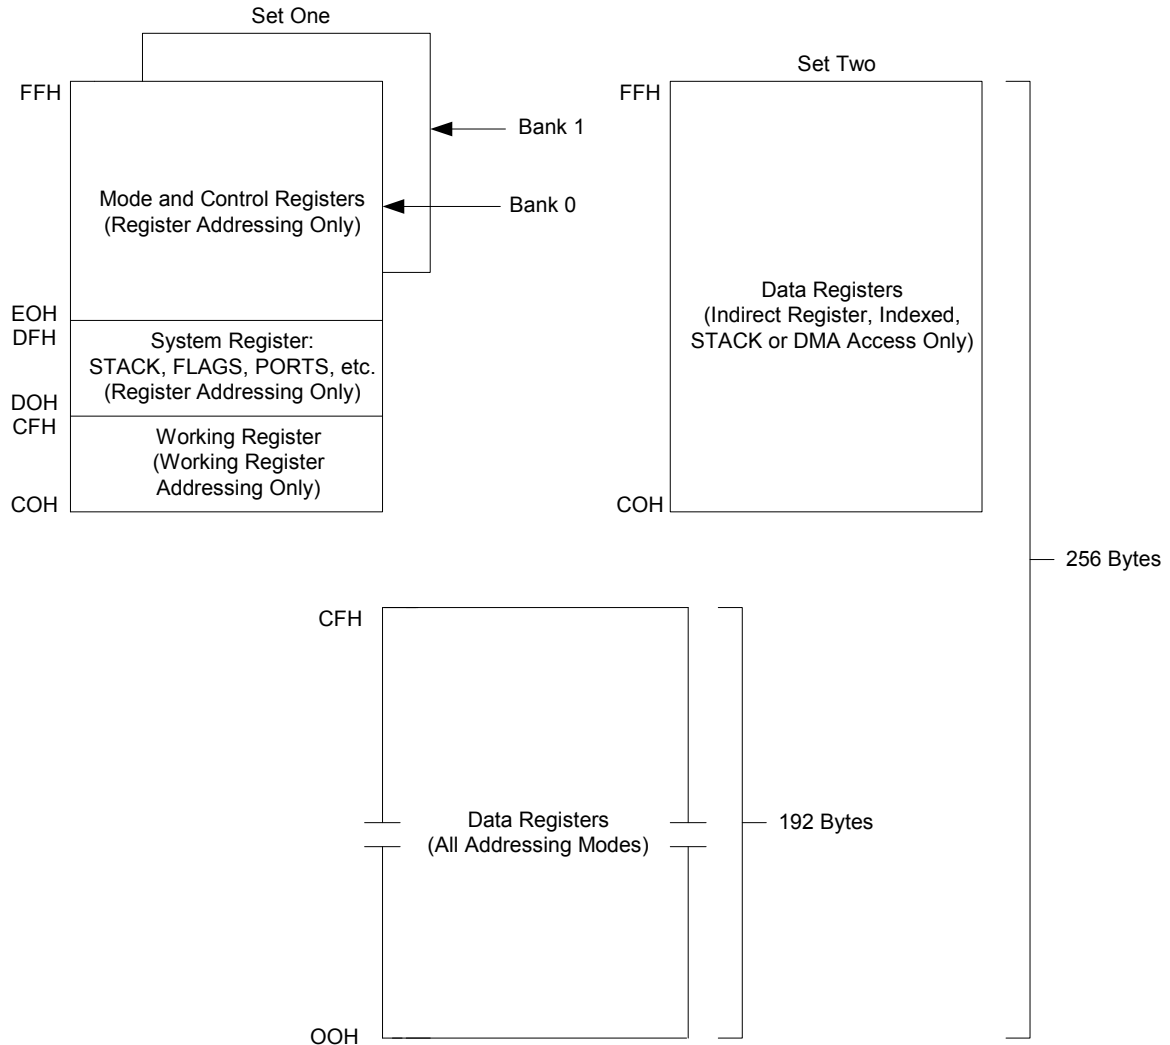 Set One
FFH
Mode and Control Registers
(Register Addressing Only)
Bank 1
Bank 0
EOH
DFH
System Register:
STACK, FLAGS, PORTS, etc.
(Register Addressing Only)
DOH
CFH
Working Register
(Working Register
Addressing Only)
COH
Set Two
FFH
Data Registers
(Indirect Register, Indexed,
STACK or DMA Access Only)
COH
256 Bytes
CFH
Data Registers
(All Addressing Modes)
192 Bytes
OOH